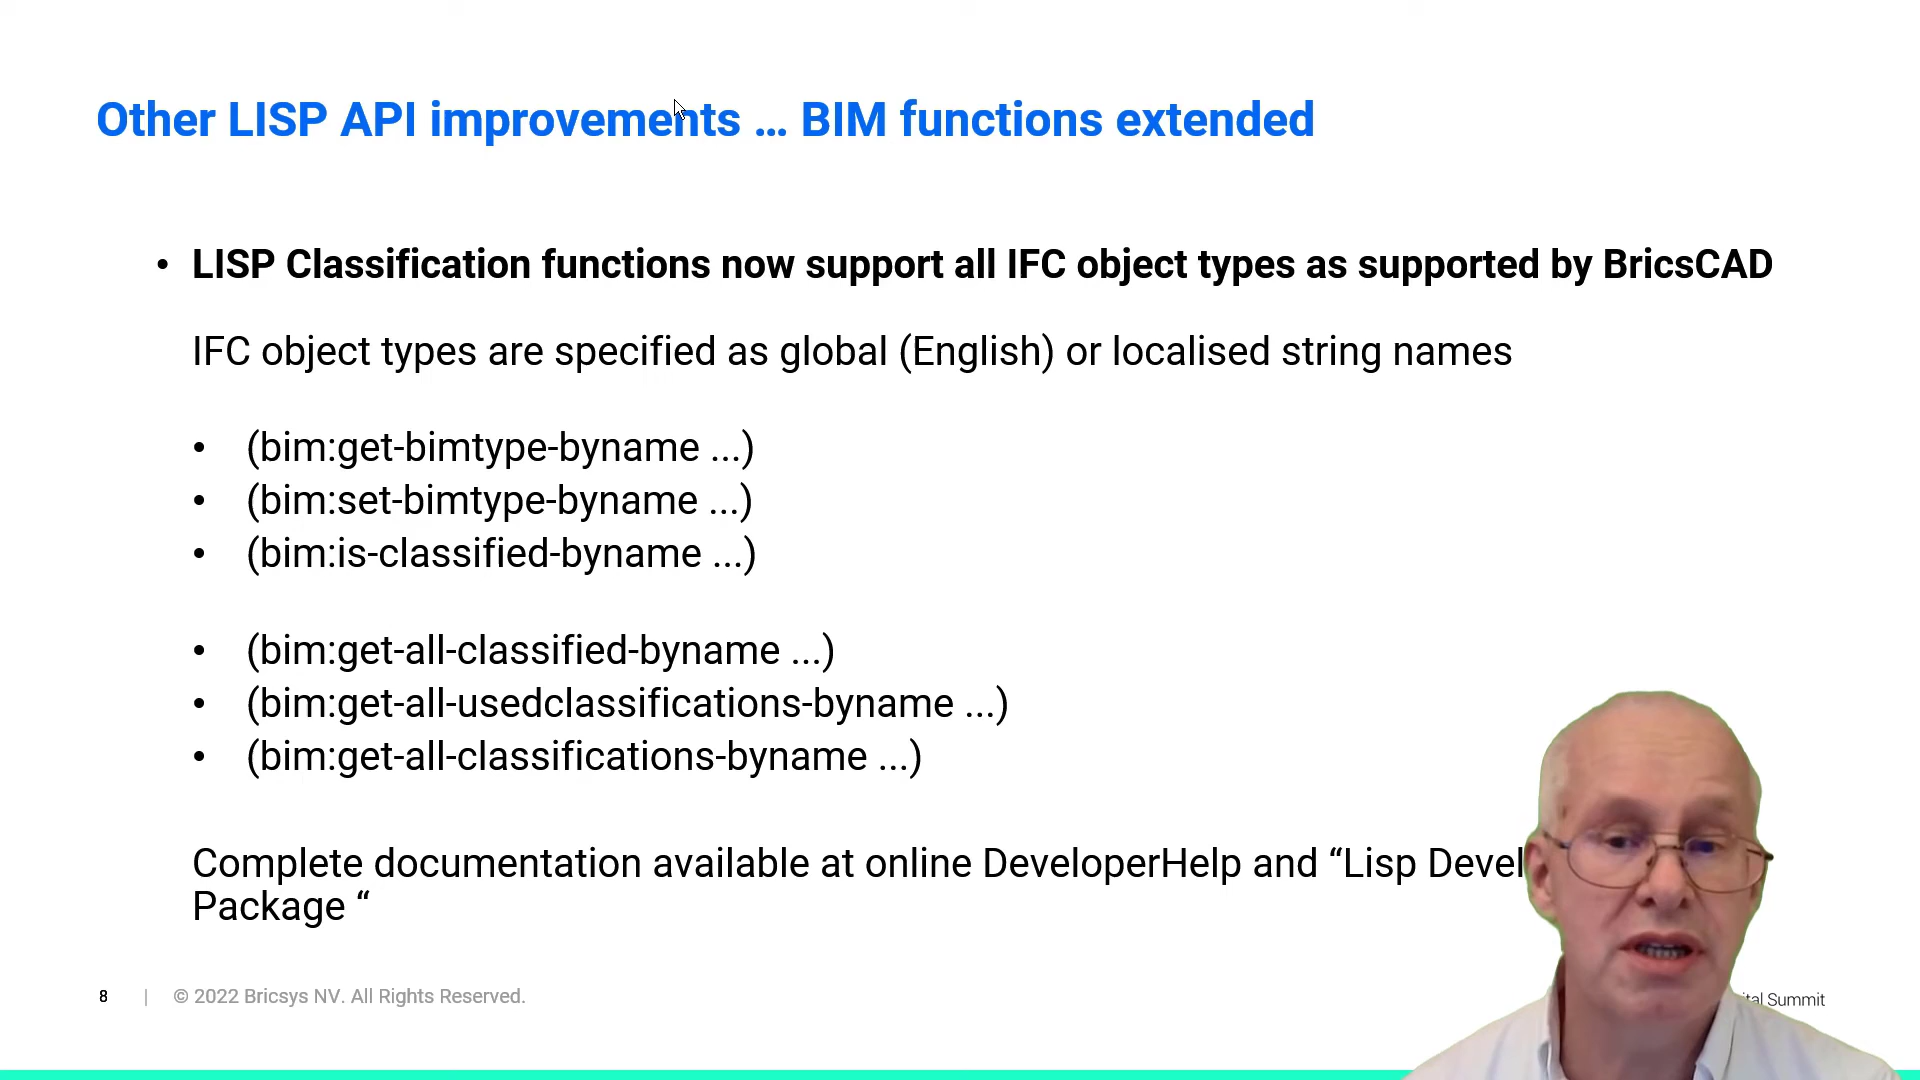 Other LISP API improvements ... BIM functions extended
• LISP Classification functions now support all IFC object types as supported by BricsCAD
IFC object types are specified as global (English) or localised string names
• (bim:get-bimtype-byname ...)
• (bim:set-bimtype-byname ...)
• (bim:is-classified-byname ...)
• (bim:get-all-classified-byname ...)
• (bim:get-all-usedclassifications-byname ...)
• (bim:get-all-classifications-byname ...)
Complete documentation available at online DeveloperHelp and “Lisp Devel
Package “
8 | © 2022 Bricsys NV. All Rights Reserved.
Summit